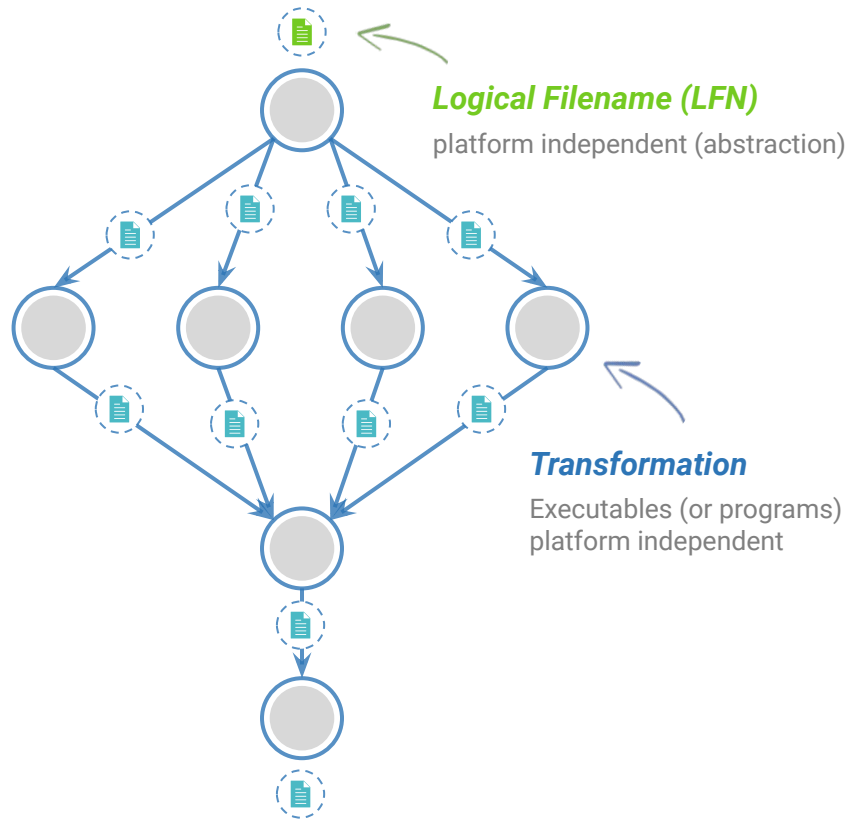 Logical Filename (LFN)
platform independent (abstraction)
Transformation
Executables (or programs)
platform independent